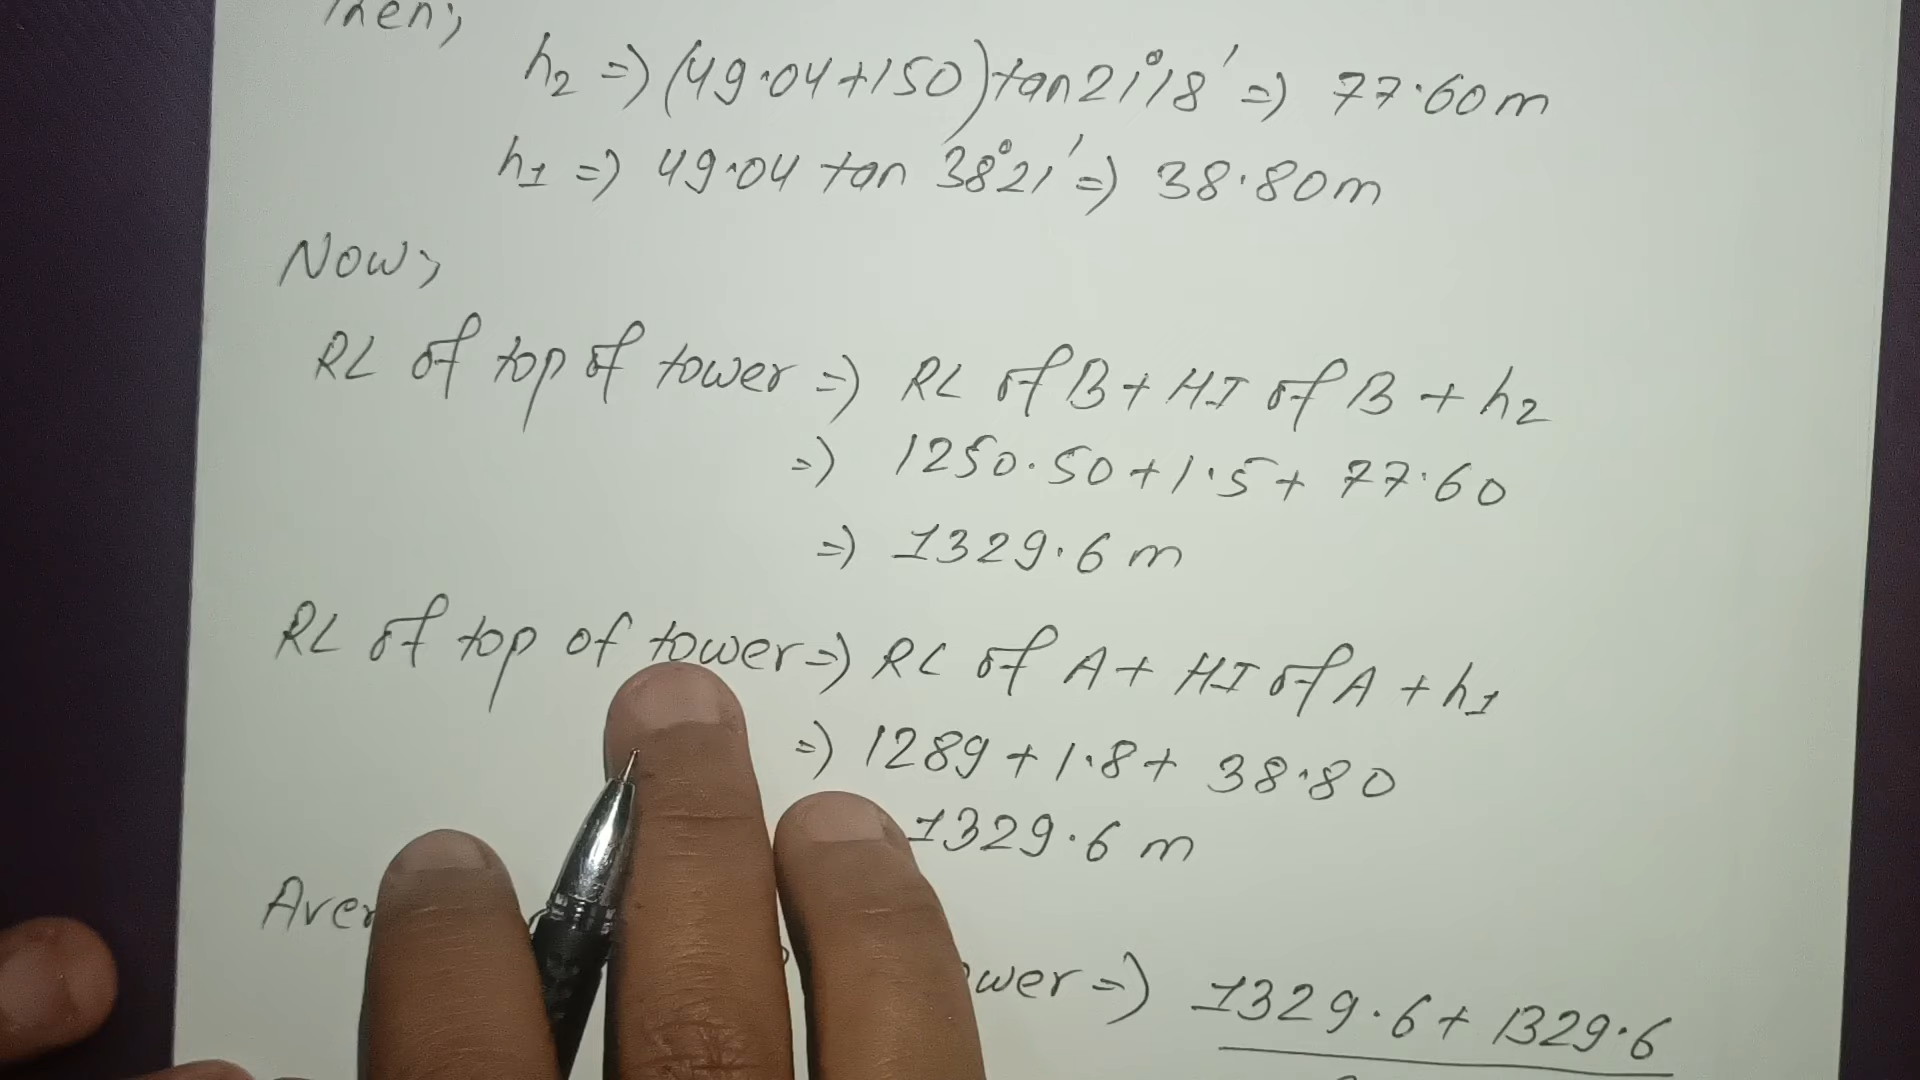 Then,
h2 => (49.04+150) tan 21°18' => 77.60m
h1 => 49.04 tan 38°21' => 38.80m
Now,
RL of top of tower => RL of B + HI of B + h2
=> 1250.50 + 1.5 + 77.60
=> 1329.6 m
RL of top of tower => RL of A + HI of A + h1
=> 1289 + 1.8 + 38.80
1329.6 m
1329.6 + 1329.6